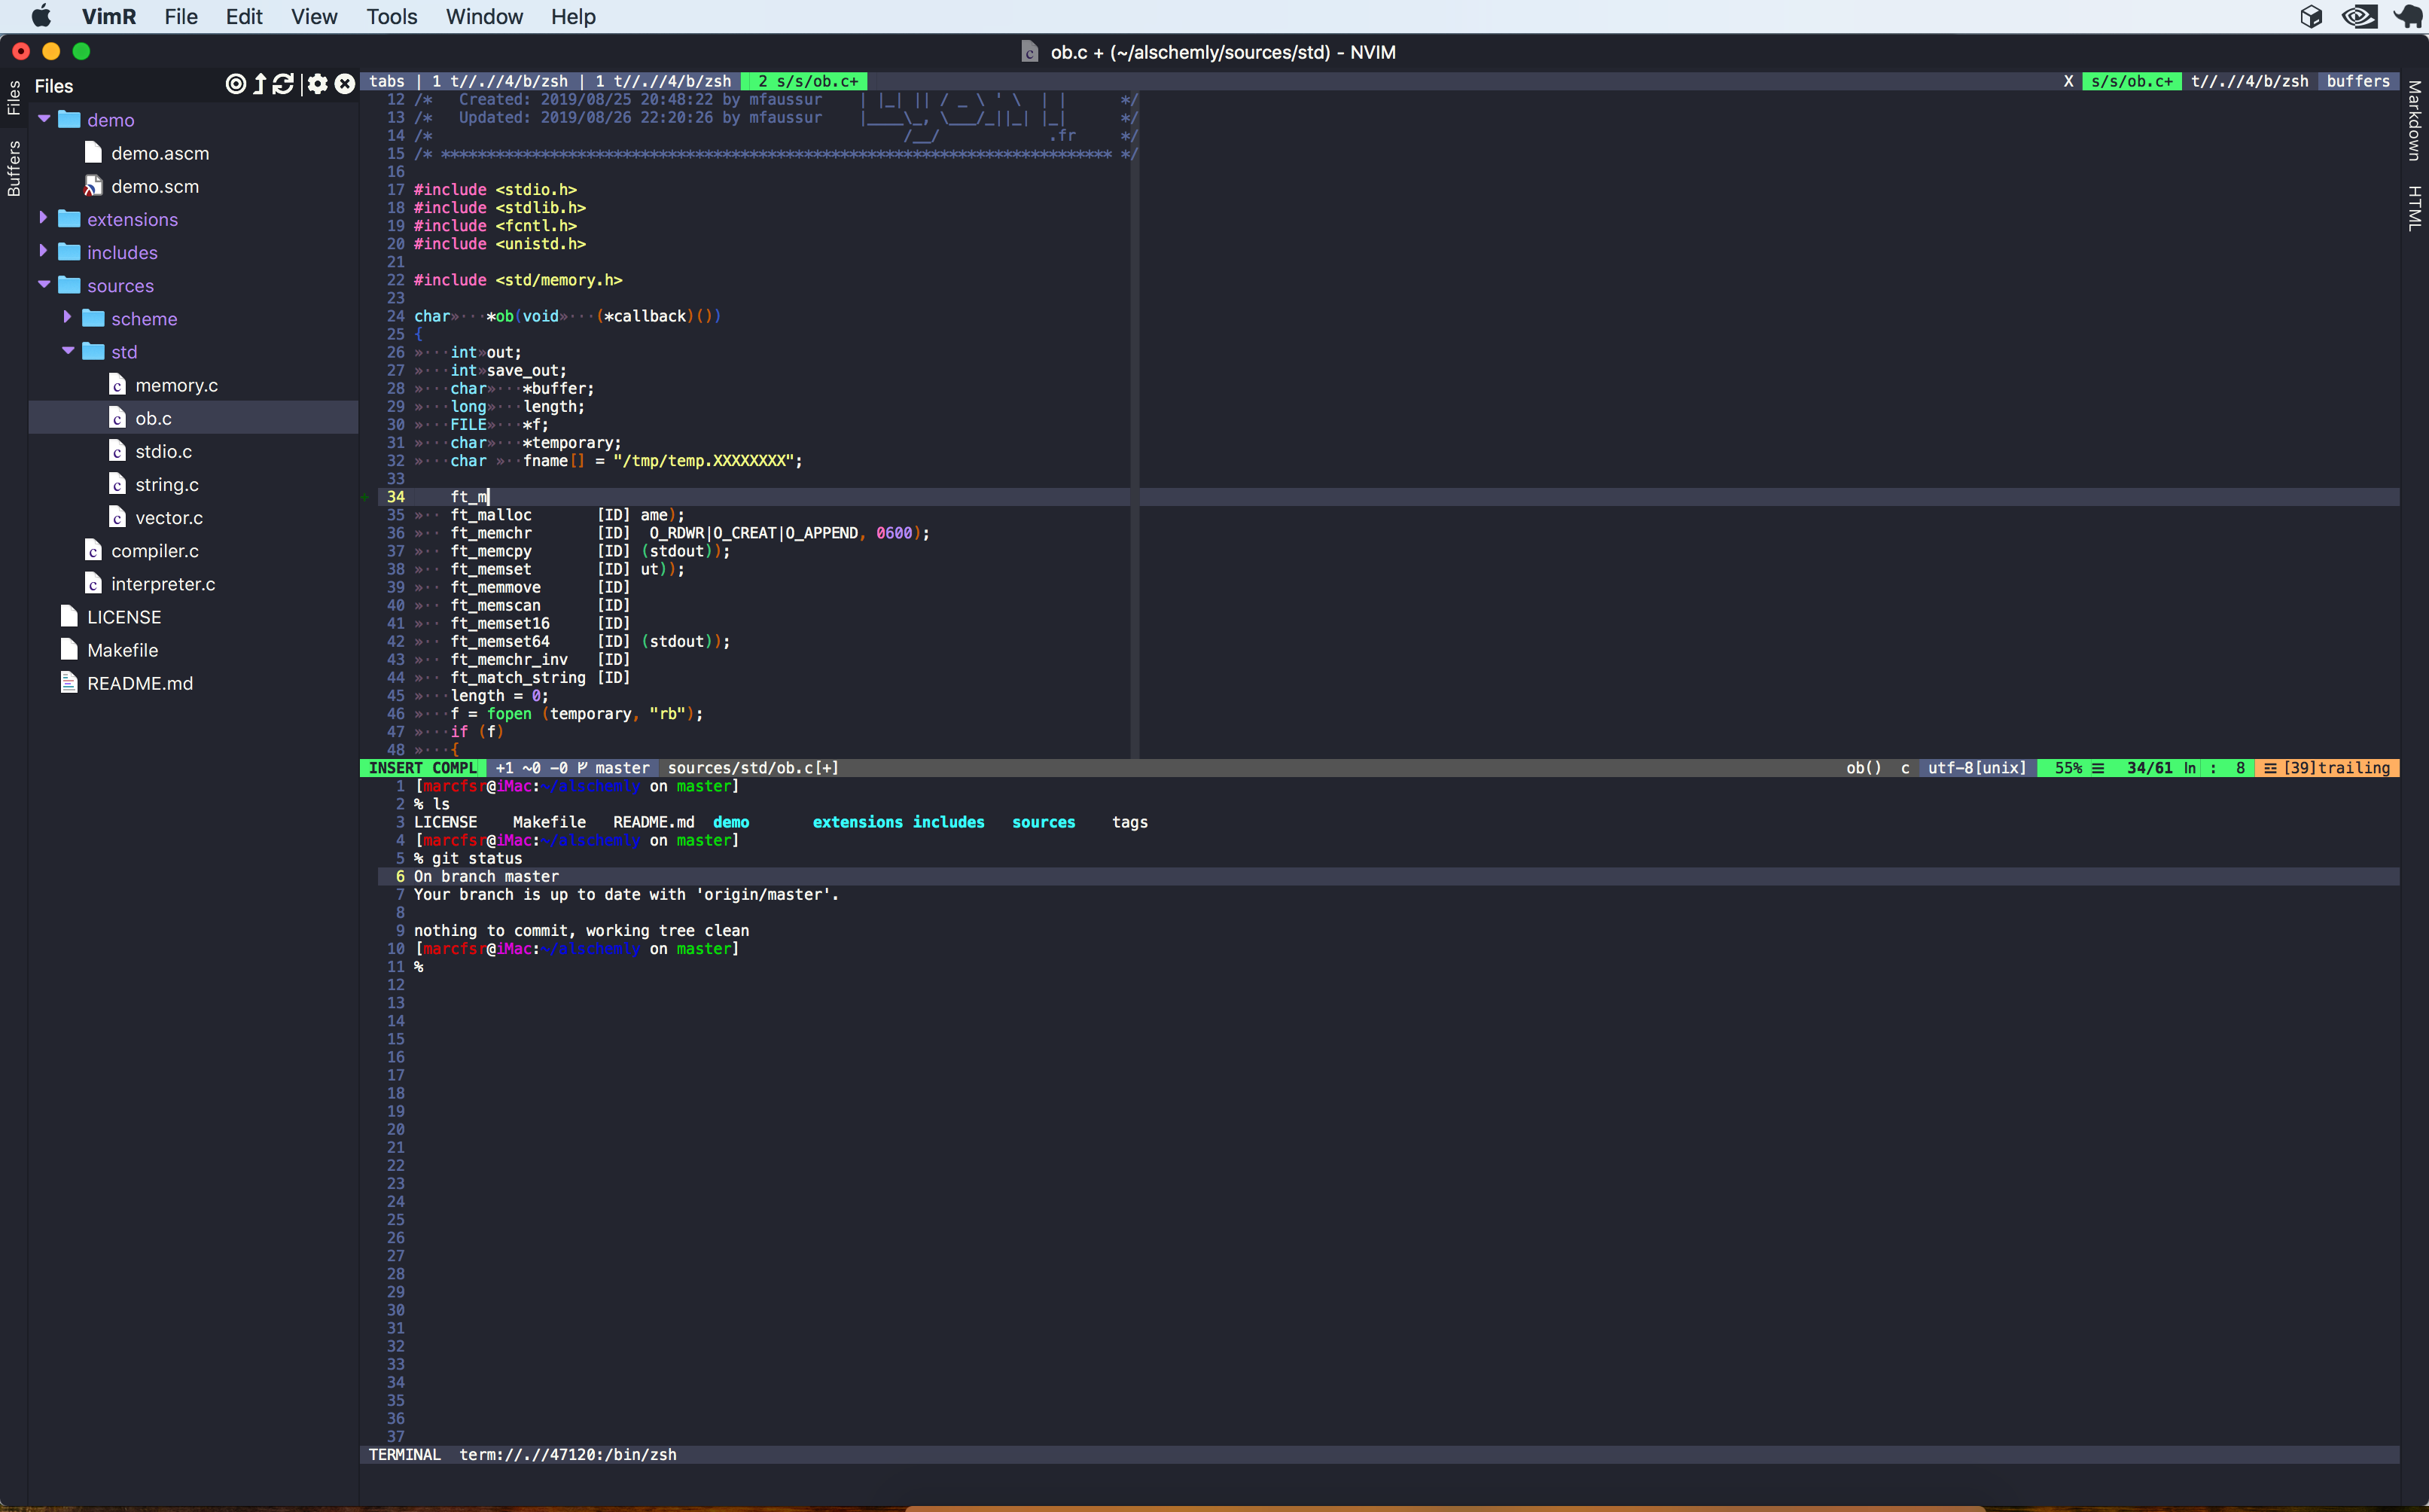 VimR File Edit View Tools Window Help
ob.c + (~/alschemly/sources/std) - NVIM
Files
Buffers
Files
demo
demo.ascm
demo.scm
extensions
includes
sources
scheme
std
memory.c
ob.c
stdio.c
string.c
vector.c
compiler.c
interpreter.c
LICENSE
Makefile
README.md
tabs | 1 t//.//4/b/zsh | 1 t//.//4/b/zsh 2 s/s/ob.c+ X s/s/ob.c+ t//.//4/b/zsh buffers
Markdown
HTML
12 /*   Created: 2019/08/25 20:48:22 by mfaussur    | |_| || / _ \ ' \  | |      */
13 /*   Updated: 2019/08/26 22:20:26 by mfaussur    |____\_, \___/_||_| |_|      */
14 /*                                                    /__/            .fr     */
15 /* ************************************************************************** */
16
17 #include <stdio.h>
18 #include <stdlib.h>
19 #include <fcntl.h>
20 #include <unistd.h>
21
22 #include <std/memory.h>
23
24 char»···*ob(void»···(*callback)())
25 {
26 »···int»out;
27 »···int»save_out;
28 »···char»···*buffer;
29 »···long»···length;
30 »···FILE»···*f;
31 »···char»···*temporary;
32 »···char »··fname[] = "/tmp/temp.XXXXXXXX";
33
+ 34     ft_m
35 »·· ft_malloc       [ID] ame);
36 »·· ft_memchr       [ID]  O_RDWR|O_CREAT|O_APPEND, 0600);
37 »·· ft_memcpy       [ID] (stdout));
38 »·· ft_memset       [ID] ut));
39 »·· ft_memmove      [ID]
40 »·· ft_memscan      [ID]
41 »·· ft_memset16     [ID]
42 »·· ft_memset64     [ID] (stdout));
43 »·· ft_memchr_inv   [ID]
44 »·· ft_match_string [ID]
45 »···length = 0;
46 »···f = fopen (temporary, "rb");
47 »···if (f)
48 »···{
INSERT COMPL +1 ~0 -0 master sources/std/ob.c[+] ob() c utf-8[unix] 55% ☰ 34/61 ln : 8 ☲ [39]trailing
1 [marcfsr@iMac:~/alschemly on master]
2 % ls
3 LICENSE    Makefile   README.md  demo       extensions includes   sources    tags
4 [marcfsr@iMac:~/alschemly on master]
5 % git status
6 On branch master
7 Your branch is up to date with 'origin/master'.
8
9 nothing to commit, working tree clean
10 [marcfsr@iMac:~/alschemly on master]
11 %
12
13
14
15
16
17
18
19
20
21
22
23
24
25
26
27
28
29
30
31
32
33
34
35
36
37
TERMINAL term://.//47120:/bin/zsh